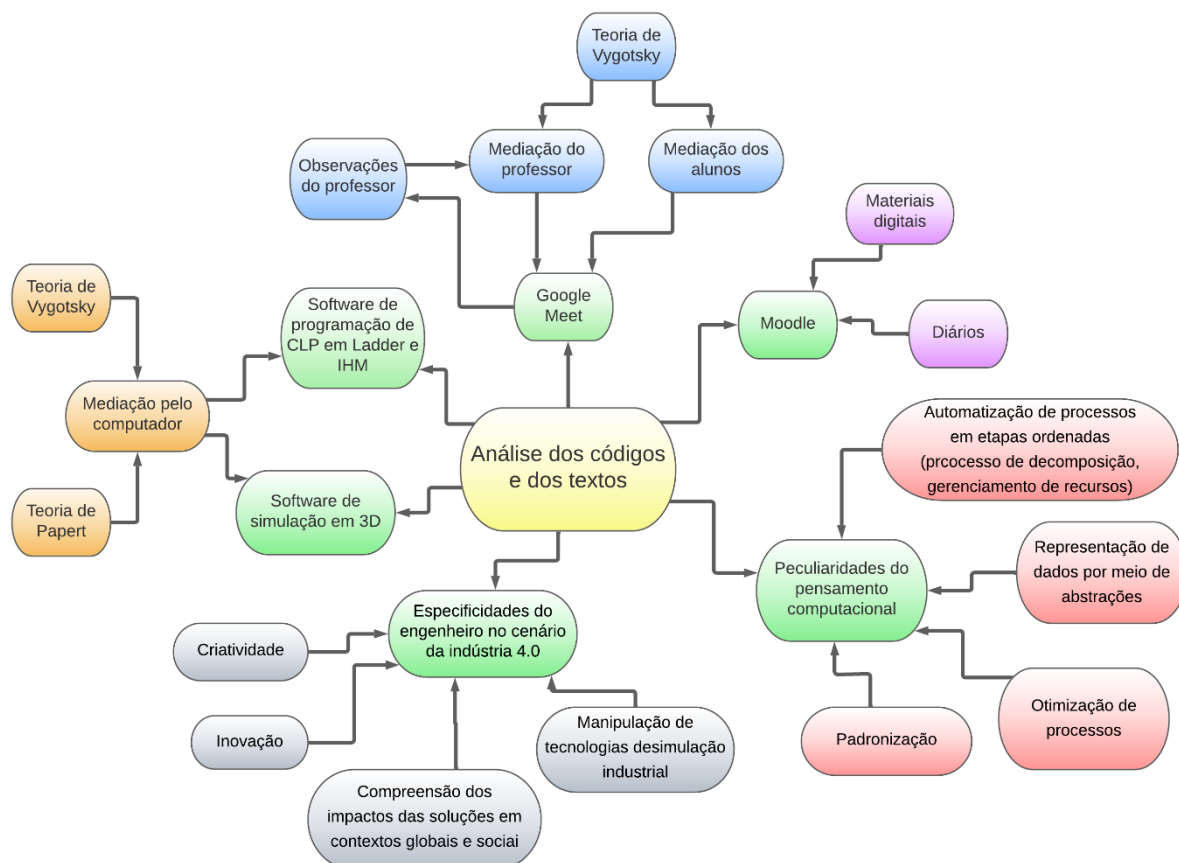 Teoria de
Vygotsky
Mediação do
professor
Mediação dos
alunos
Observações
do professor
Materiais
digitais
Teoria de
Vygotsky
Software de
programação de
CLP em Ladder e
IHM
Google
Meet
Moodle
Diários
Mediação pelo
computador
Análise dos códigos
e dos textos
Automatização de processos
em etapas ordenadas
(prcocesso de decomposição,
gerenciamento de recursos)
Teoria de
Papert
Software de
simulação em 3D
Peculiaridades do
pensamento
computacional
Representação de
dados por meio de
abstrações
Especificidades do
engenheiro no cenário
da indústria 4.0
Criatividade
Inovação
Manipulação de
tecnologias desimulação
industrial
Padronização
Otimização de
processos
Compreensão dos
impactos das soluções em
contextos globais e sociai